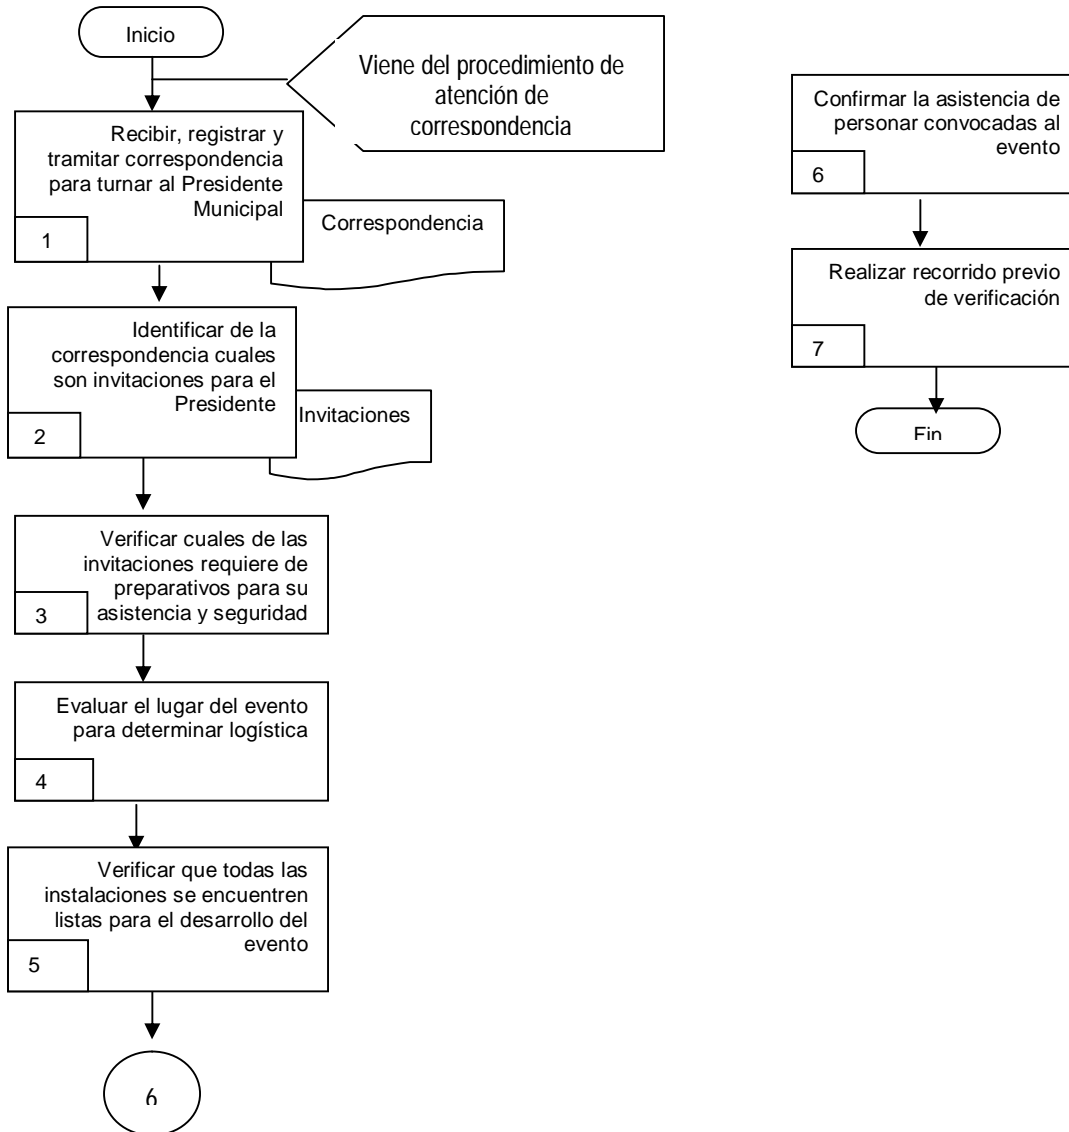 Inicio
Viene del procedimiento de
atención de
correspondencia
Recibir, registrar y
tramitar correspondencia
para turnar al Presidente
Municipal
1
Correspondencia
Identificar de la
correspondencia cuales
son invitaciones para el
Presidente
2
Invitaciones
Verificar cuales de las
invitaciones requiere de
preparativos para su
asistencia y seguridad
3
Evaluar el lugar del evento
para determinar logística
4
Verificar que todas las
instalaciones se encuentren
listas para el desarrollo del
evento
5
6
Confirmar la asistencia de
personar convocadas al
evento
6
Realizar recorrido previo
de verificación
7
Fin